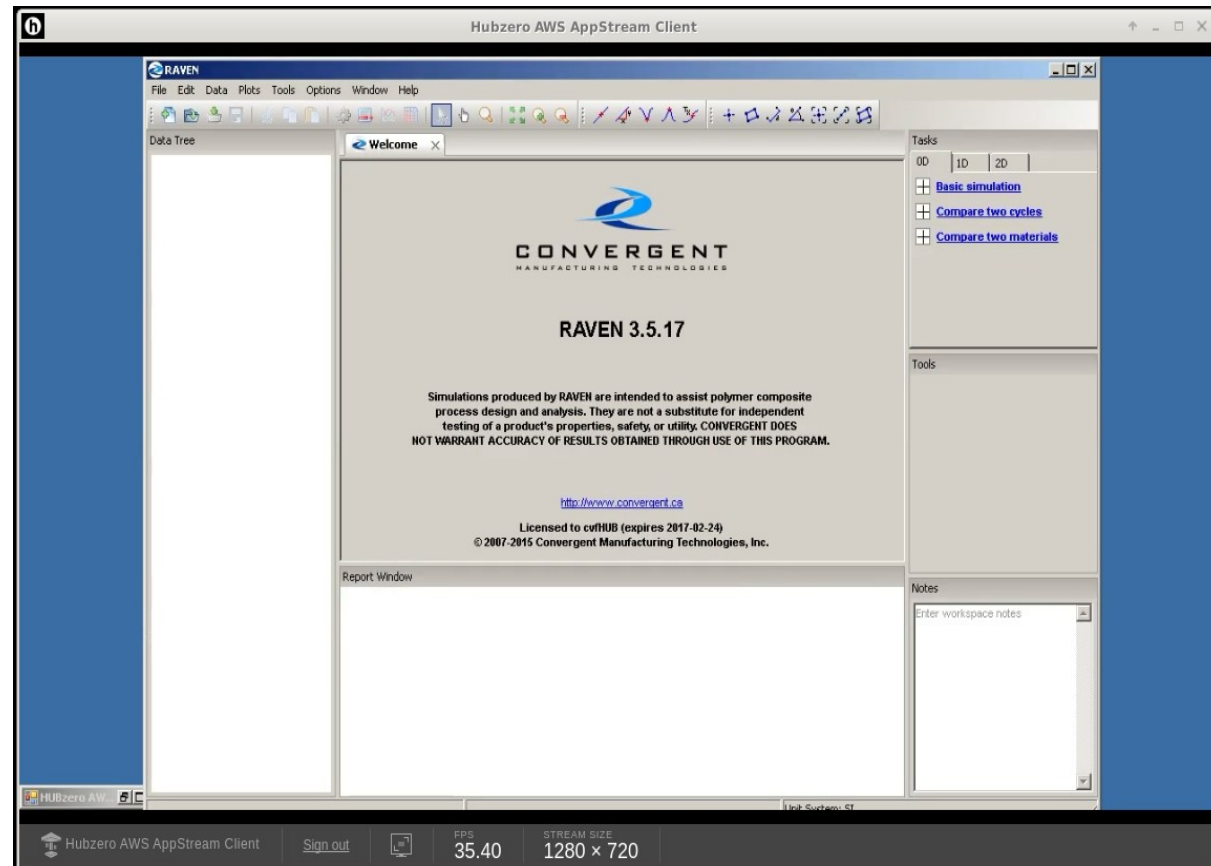 Hubzero AWS AppStream Client
RAVEN
File Edit Data Plots Tools Options Window Help
Data Tree
Welcome
Tasks
0D 1D 2D
Basic simulation
Compare two cycles
Compare two materials
CONVERGENT
MANUFACTURING TECHNOLOGIES
RAVEN 3.5.17
Tools
Simulations produced by RAVEN are intended to assist polymer composite
process design and analysis. They are not a substitute for independent
testing of a product's properties, safety, or utility. CONVERGENT DOES
NOT WARRANT ACCURACY OF RESULTS OBTAINED THROUGH USE OF THIS PROGRAM.
http://www.convergent.ca
Licensed to cvfHUB (expires 2017-02-24)
© 2007-2015 Convergent Manufacturing Technologies, Inc.
Report Window
Notes
Enter workspace notes
HUBzero AW...
Unit System: SI
Hubzero AWS AppStream Client
Sign out
FPS
35.40
STREAM SIZE
1280 × 720